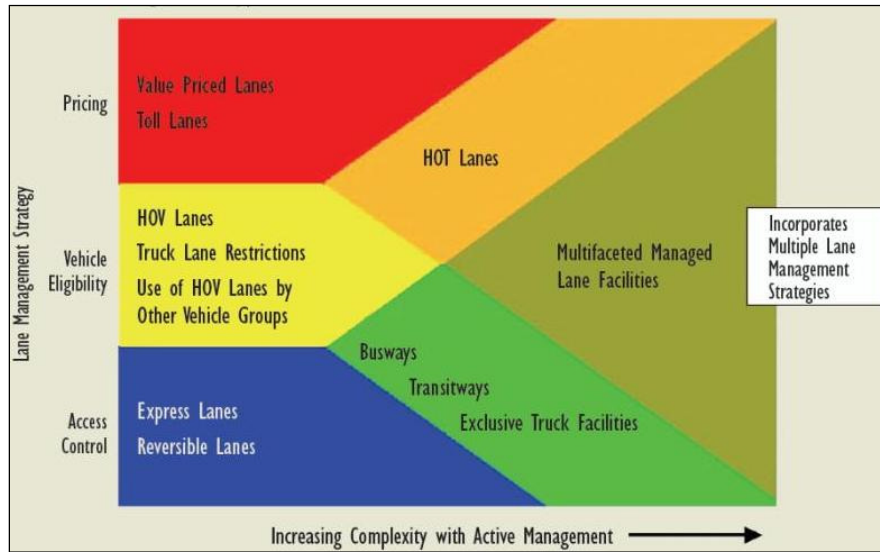 Pricing
Value Priced Lanes
Toll Lanes
HOT Lanes
Lane Management Strategy
Vehicle
Eligibility
HOV Lanes
Truck Lane Restrictions
Use of HOV Lanes by
Other Vehicle Groups
Multifaceted Managed
Lane Facilities
Incorporates
Multiple Lane
Management
Strategies
Busways
Transitways
Exclusive Truck Facilities
Access
Control
Express Lanes
Reversible Lanes
Increasing Complexity with Active Management